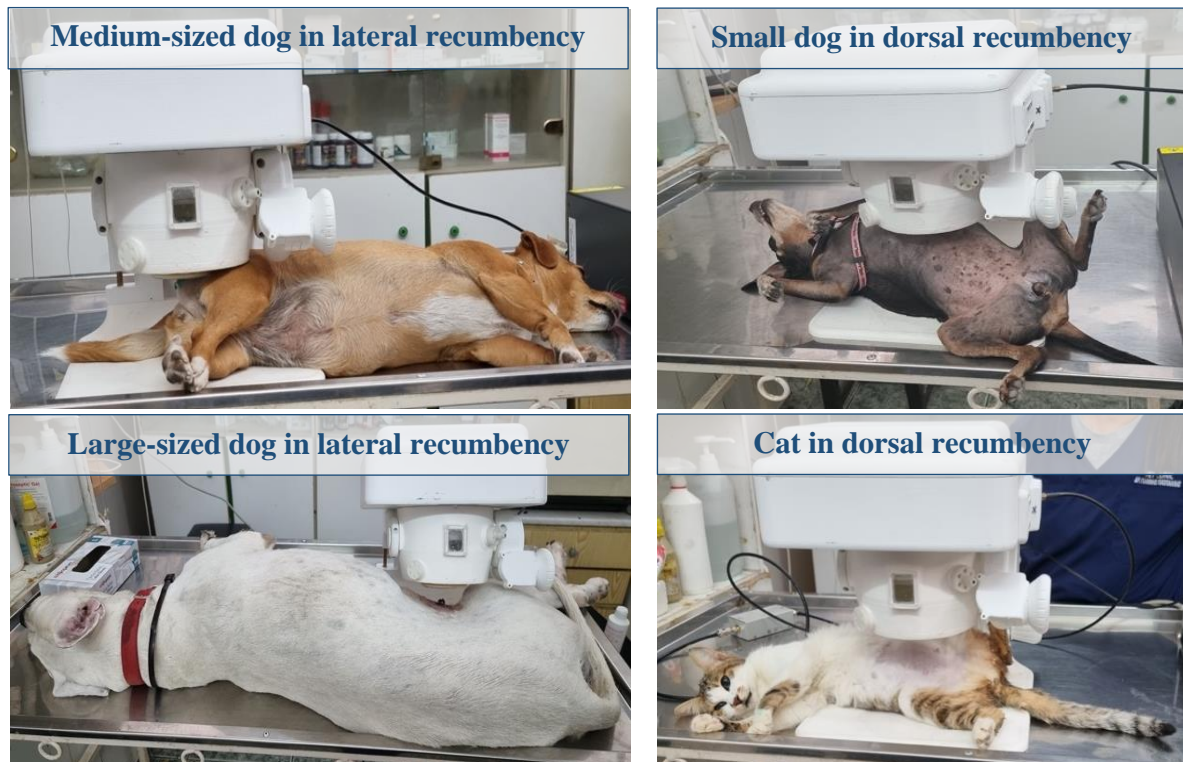 Medium-sized dog in lateral recumbency
Small dog in dorsal recumbency
Large-sized dog in lateral recumbency
Cat in dorsal recumbency